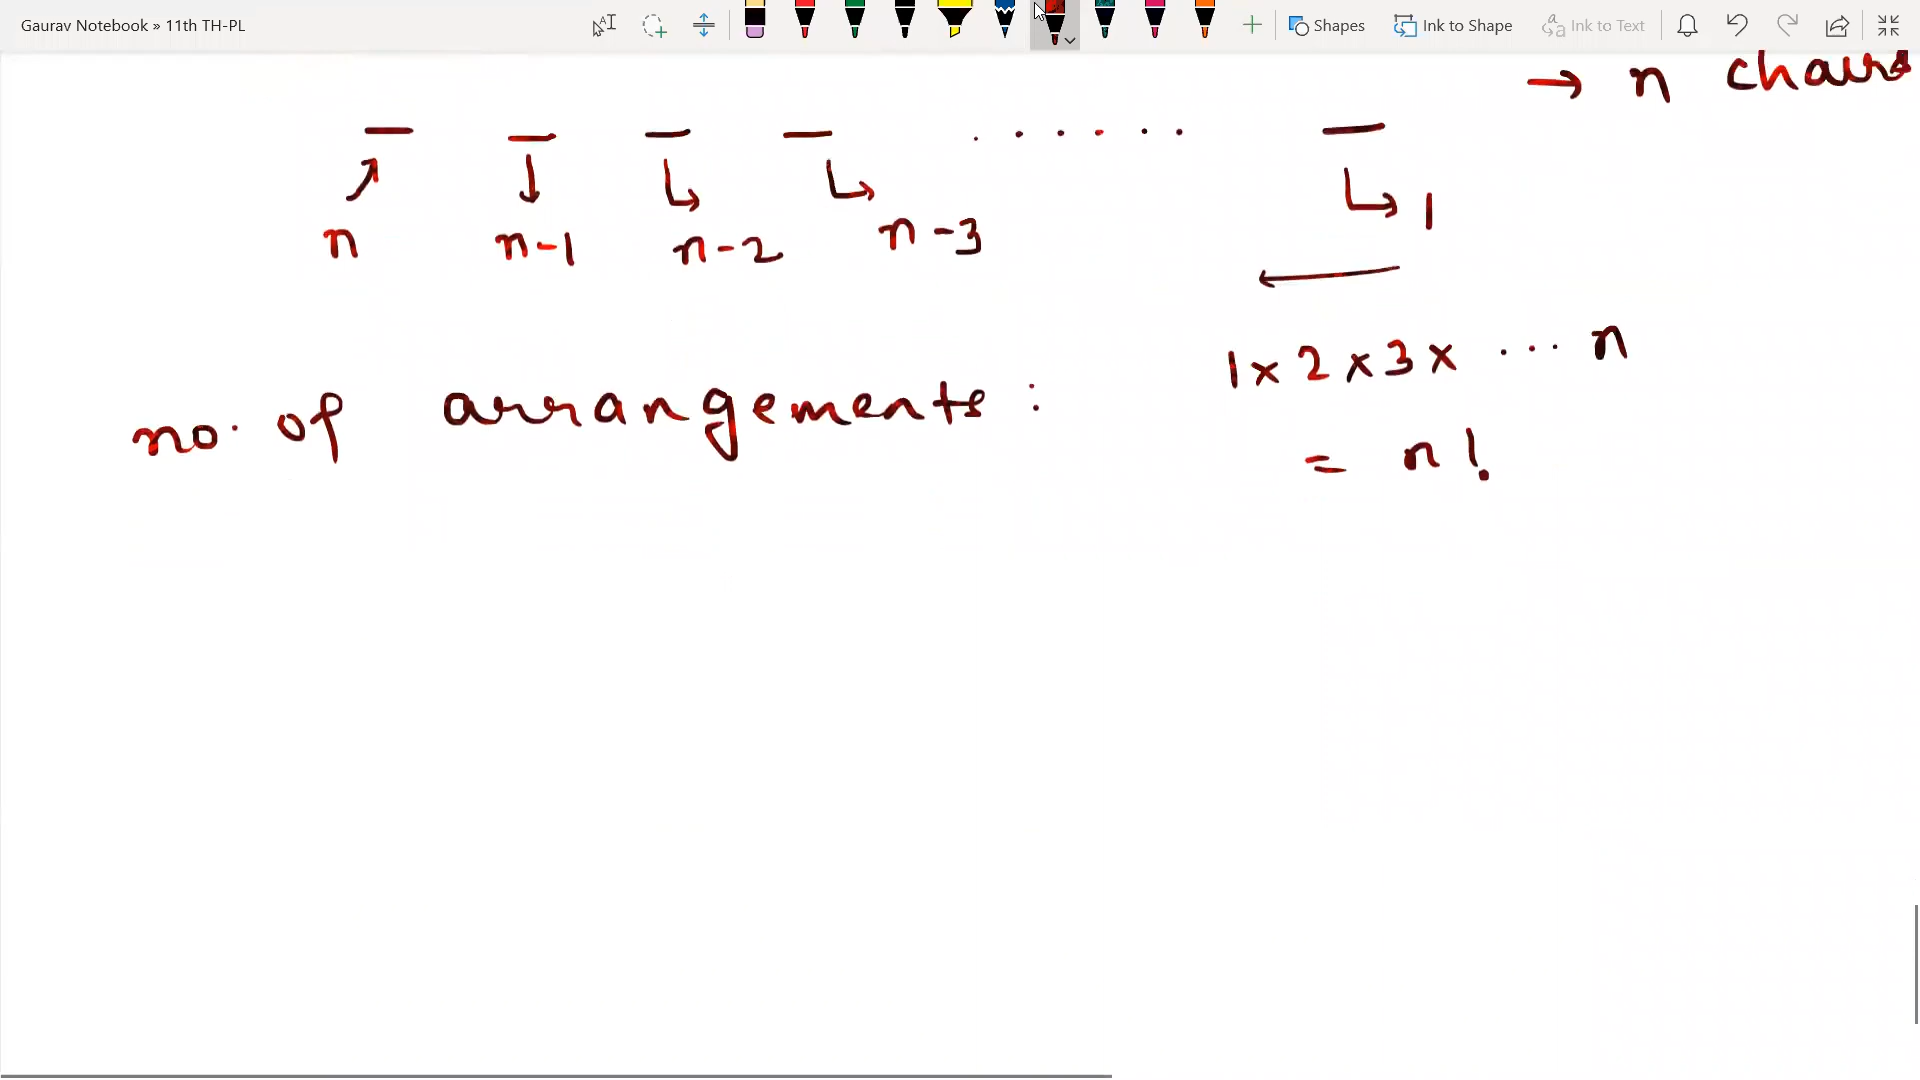 Gaurav Notebook » 11th TH-PL
Shapes
Ink to Shape
Ink to Text
→ n chairs
n n-1 n-2 n-3 ...... 1
1 x 2 x 3 x ... n
no. of arrangements :
= n!